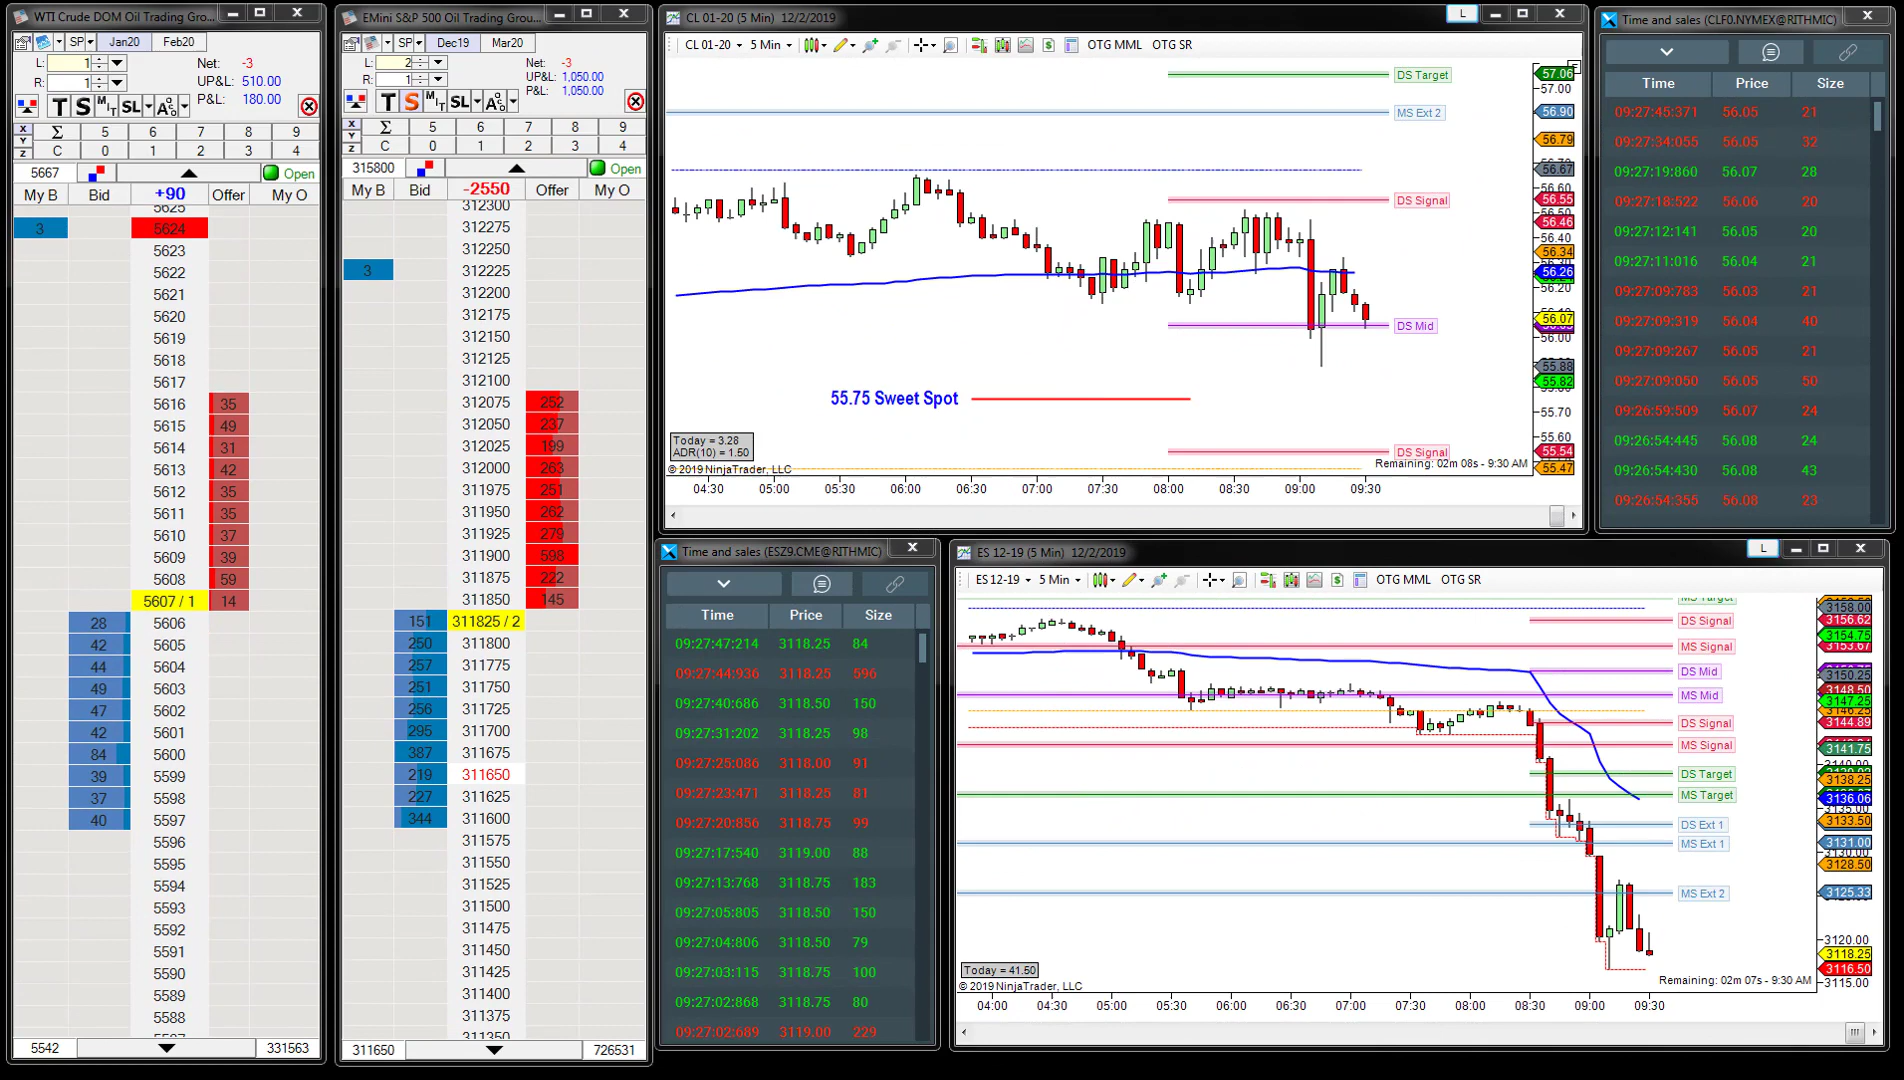 WTI Crude DOM Oil Trading Gro...
SP Jan20 Feb20
L: 1 Net: -3
R: 1 UP&L: 510.00
P&L: 180.00
T S MIT SL
X Σ 5 6 7 8 9
Y
Z C 0 1 2 3 4
5667 Open
My B Bid +90 Offer My O
5625
3 5624
5623
5622
5621
5620
5619
5618
5617
5616 35
5615 49
5614 31
5613 42
5612 35
5611 35
5610 37
5609 39
5608 59
5607 / 1 14
28 5606
42 5605
44 5604
49 5603
47 5602
42 5601
84 5600
39 5599
37 5598
40 5597
5596
5595
5594
5593
5592
5591
5590
5589
5588
5542 331563
EMini S&P 500 Oil Trading Grou...
SP Dec19 Mar20
L: 2 Net: -3
R: 1 UP&L: 1,050.00
P&L: 1,050.00
T S MIT SL
X Σ 5 6 7 8 9
Y
Z C 0 1 2 3 4
315800 Open
My B Bid -2550 Offer My O
312300
312275
312250
3 312225
312200
312175
312150
312125
312100
312075 252
312050 237
312025 199
312000 263
311975 251
311950 262
311925 279
311900 598
311875 222
311850 145
151 311825 / 2
250 311800
257 311775
251 311750
256 311725
295 311700
387 311675
219 311650
227 311625
344 311600
311575
311550
311525
311500
311475
311450
311425
311400
311375
311350
311650 726531
CL 01-20 (5 Min) 12/2/2019
L
CL 01-20 5 Min OTG MML OTG SR
DS Target
MS Ext 2
DS Signal
DS Mid
55.75 Sweet Spot
DS Signal
Today = 3.28
ADR(10) = 1.50
© 2019 NinjaTrader, LLC
Remaining: 02m 08s - 9:30 AM
57.06
57.00
56.90
56.79
56.67
56.60
56.55
56.46
56.40
56.34
56.26
56.20
56.07
56.00
55.88
55.82
55.70
55.60
55.54
55.47
04:30 05:00 05:30 06:00 06:30 07:00 07:30 08:00 08:30 09:00 09:30
Time and sales (CLF0.NYMEX@RITHMIC)
Time Price Size
09:27:45:371 56.05 21
09:27:34:055 56.05 32
09:27:19:860 56.07 28
09:27:18:522 56.06 20
09:27:12:141 56.05 20
09:27:11:016 56.04 21
09:27:09:783 56.03 21
09:27:09:319 56.04 40
09:27:09:267 56.05 21
09:27:09:050 56.05 50
09:26:59:509 56.07 24
09:26:54:445 56.08 24
09:26:54:430 56.08 43
09:26:54:355 56.08 23
Time and sales (ESZ9.CME@RITHMIC)
Time Price Size
09:27:47:214 3118.25 84
09:27:44:936 3118.25 596
09:27:40:686 3118.50 150
09:27:31:202 3118.25 98
09:27:25:086 3118.00 91
09:27:23:471 3118.25 81
09:27:20:856 3118.75 99
09:27:17:540 3119.00 88
09:27:13:768 3118.75 183
09:27:05:805 3118.50 150
09:27:04:806 3118.50 79
09:27:03:115 3118.75 100
09:27:02:868 3118.75 80
09:27:02:689 3119.00 229
ES 12-19 (5 Min) 12/2/2019
L
ES 12-19 5 Min OTG MML OTG SR
MS Target
DS Signal
MS Signal
DS Mid
MS Mid
DS Signal
MS Signal
DS Target
MS Target
DS Ext 1
MS Ext 1
MS Ext 2
3158.00
3156.62
3154.75
3153.67
3150.25
3148.50
3147.25
3146.25
3144.89
3141.75
3138.25
3136.06
3133.50
3131.00
3128.50
3125.33
3120.00
3118.25
3116.50
3115.00
Today = 41.50
© 2019 NinjaTrader, LLC
Remaining: 02m 07s - 9:30 AM
04:00 04:30 05:00 05:30 06:00 06:30 07:00 07:30 08:00 08:30 09:00 09:30